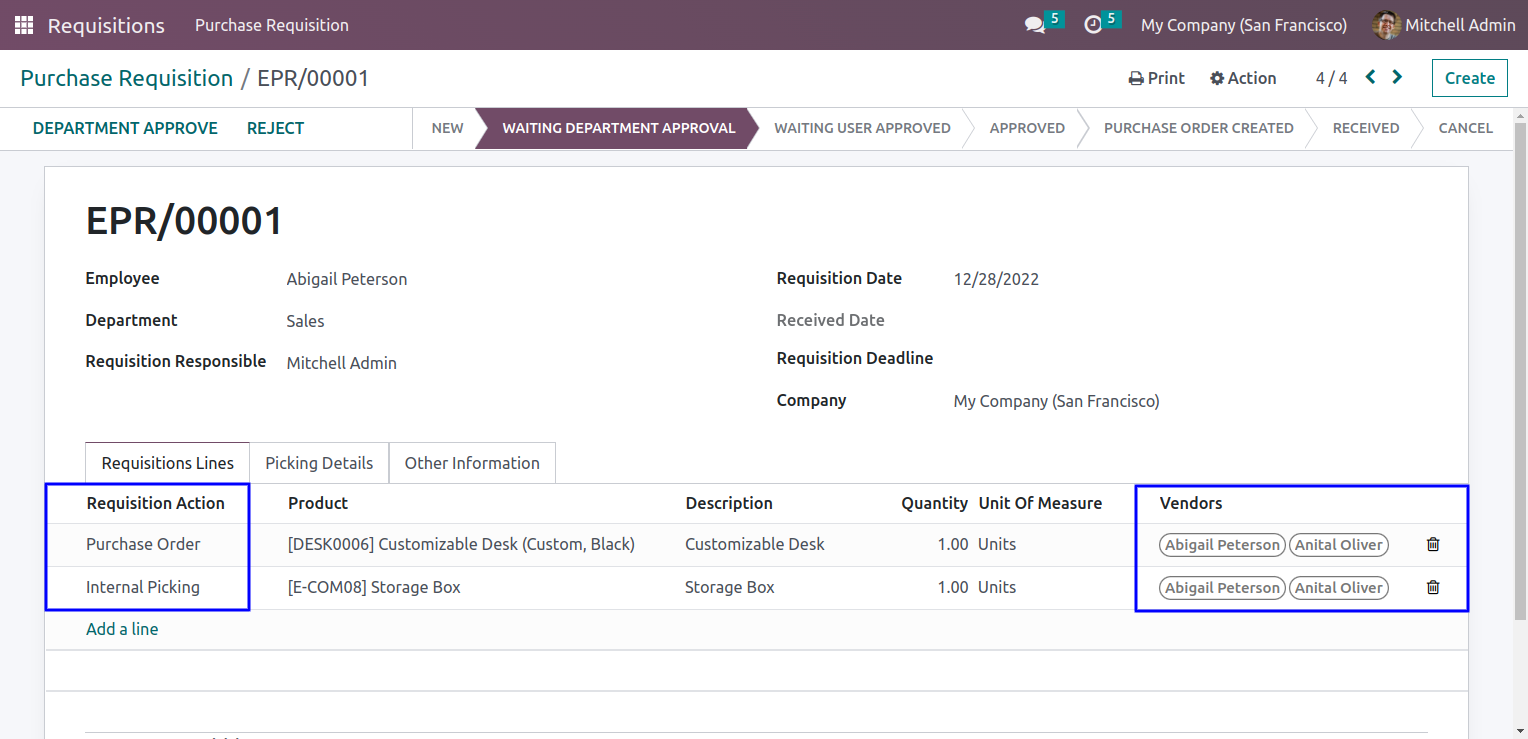 Requisitions Purchase Requisition 5 5 My Company (San Francisco) Mitchell Admin
Purchase Requisition / EPR/00001 Print Action 4 / 4 Create
DEPARTMENT APPROVE REJECT NEW WAITING DEPARTMENT APPROVAL WAITING USER APPROVED APPROVED PURCHASE ORDER CREATED RECEIVED CANCEL
EPR/00001
Employee Abigail Peterson Requisition Date 12/28/2022
Department Sales Received Date
Requisition Responsible Mitchell Admin Requisition Deadline
Company My Company (San Francisco)
Requisitions Lines Picking Details Other Information
Requisition Action Product Description Quantity Unit Of Measure Vendors
Purchase Order [DESK0006] Customizable Desk (Custom, Black) Customizable Desk 1.00 Units Abigail Peterson Anital Oliver
Internal Picking [E-COM08] Storage Box Storage Box 1.00 Units Abigail Peterson Anital Oliver
Add a line